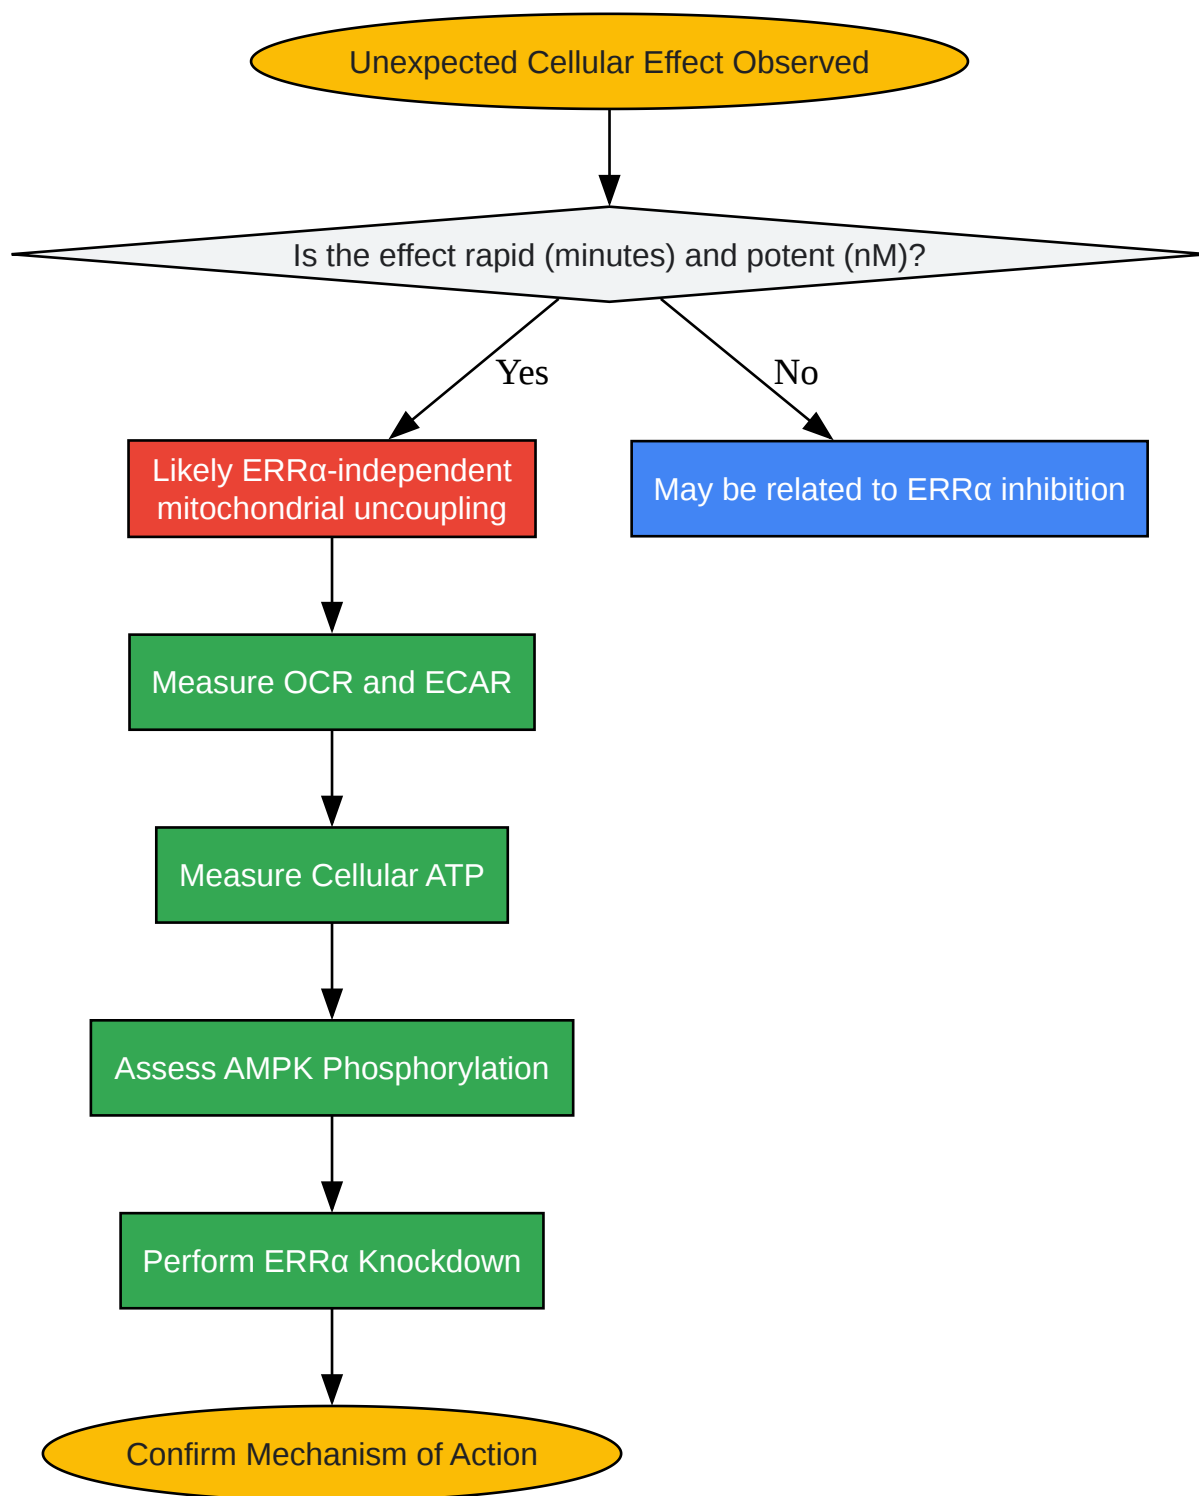 Unexpected Cellular Effect Observed
Is the effect rapid (minutes) and potent (nM)?
Yes
No
Likely ERRα-independent
mitochondrial uncoupling
May be related to ERRα inhibition
Measure OCR and ECAR
Measure Cellular ATP
Assess AMPK Phosphorylation
Perform ERRα Knockdown
Confirm Mechanism of Action